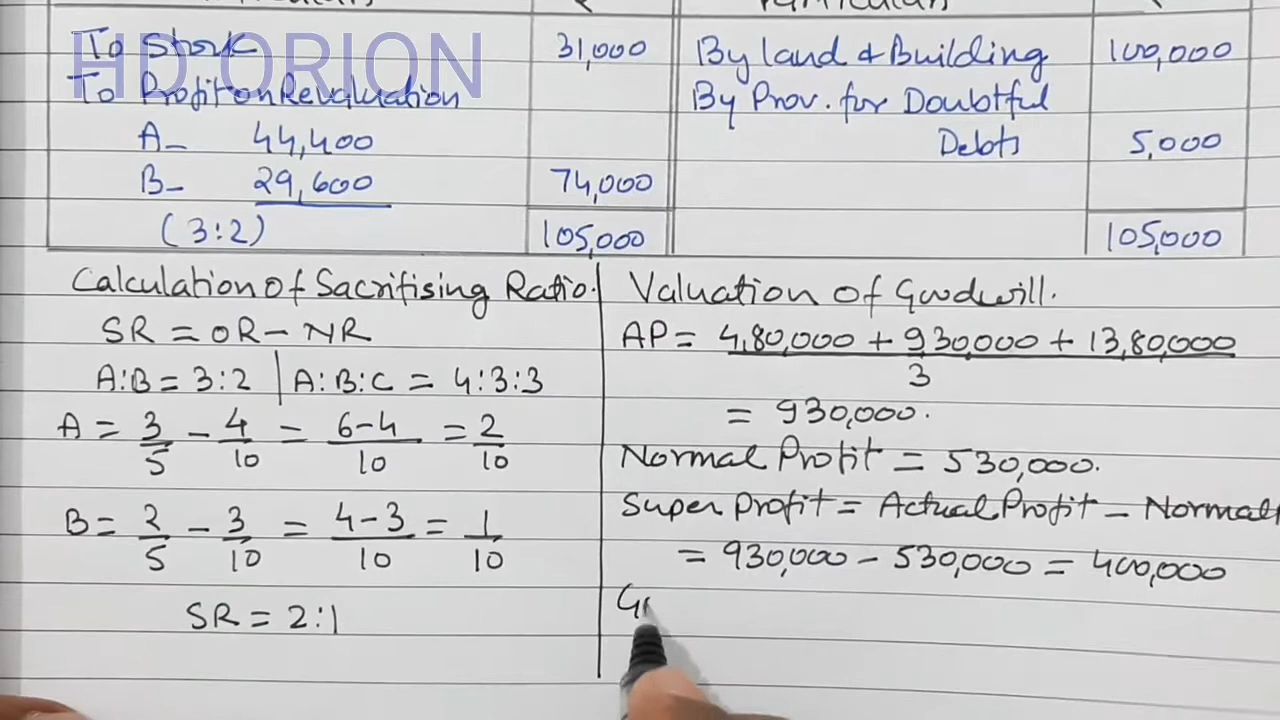 HD ORION
To Stock 31,000 By Land & Building 100,000
To Profit on Revaluation By Prov. for Doubtful
A- 44,400 Debts 5,000
B- 29,600 74,000
(3:2) 105,000 105,000
Calculation of Sacrifising Ratio.
SR = OR - NR
A:B = 3:2 | A:B:C = 4:3:3
A = 3/5 - 4/10 = 6-4/10 = 2/10
B = 2/5 - 3/10 = 4-3/10 = 1/10
SR = 2:1
Valuation of Goodwill.
AP = 4,80,000 + 930,000 + 13,80,000
3
= 930,000.
Normal Profit = 530,000.
Super Profit = Actual Profit - Normal
= 930,000 - 530,000 = 400,000